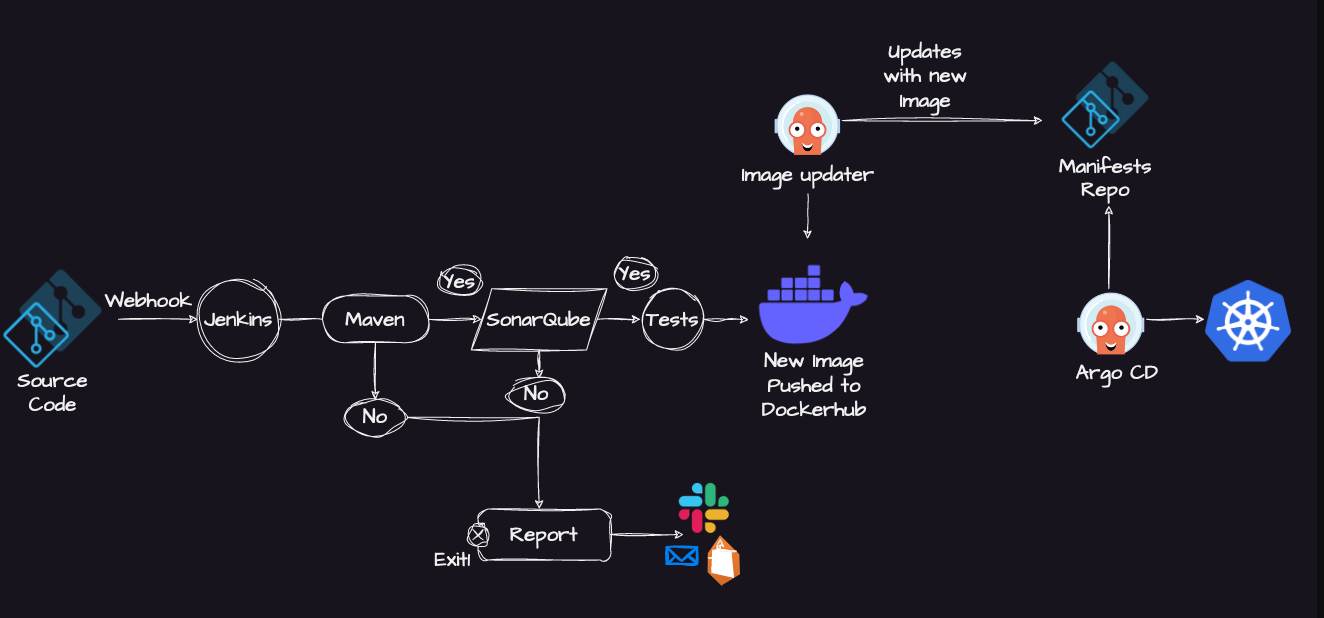 Updates
with new
Image
Image updater
Manifests
Repo
Source
Code
Webhook
Jenkins
Maven
Yes
SonarQube
Yes
Tests
New Image
Pushed to
Dockerhub
Argo CD
No
No
Report
Exit!